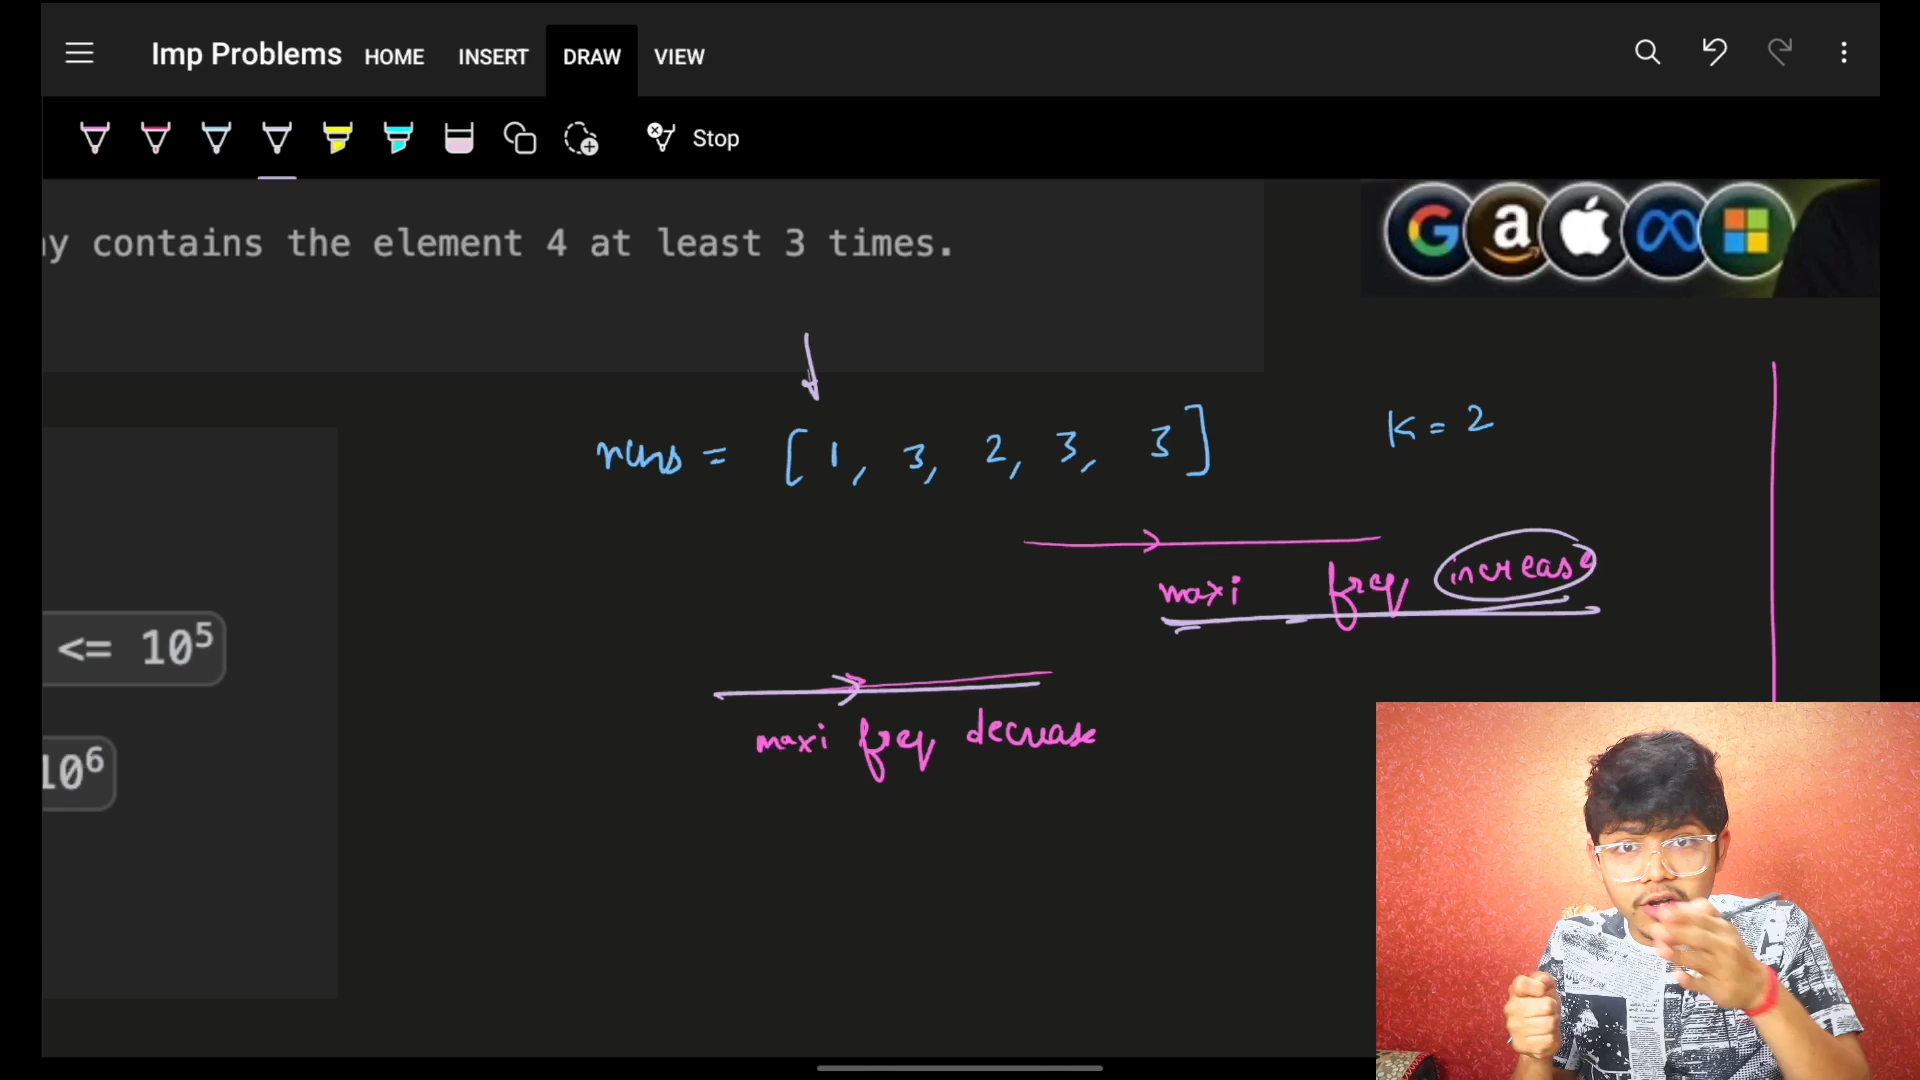 Imp Problems HOME INSERT DRAW VIEW
Stop
ay contains the element 4 at least 3 times.
nums = [1, 3, 2, 3, 3] K = 2
maxi freq increase
<= 10^5
maxi freq decrease
10^6